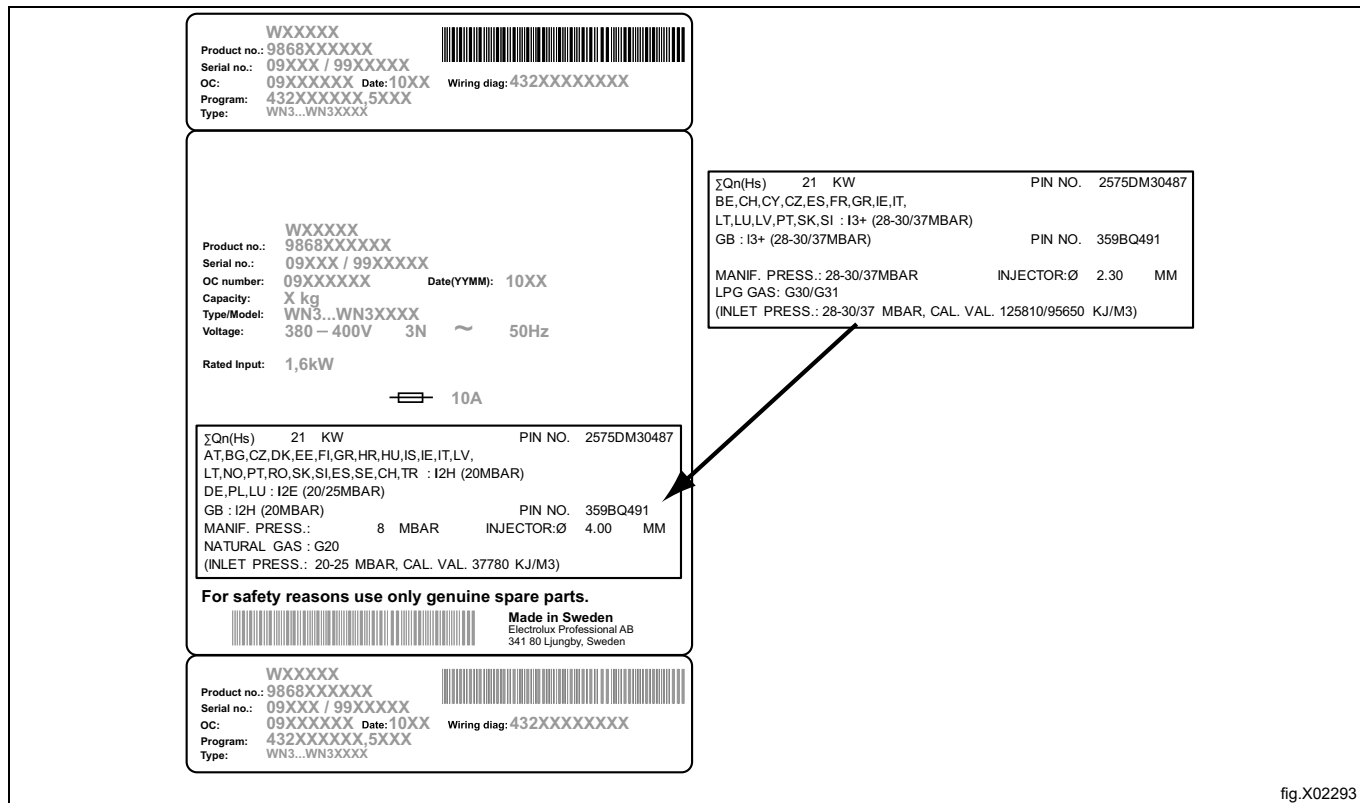 WXXXXX
Product no.: 9868XXXXXX
Serial no.: 09XXX / 99XXXXX
OC: 09XXXXXX Date: 10XX Wiring diag: 432XXXXXXXX
Program: 432XXXXXX,5XXX
Type: WN3...WN3XXXX
WXXXXX
Product no.: 9868XXXXXX
Serial no.: 09XXX / 99XXXXX
OC number: 09XXXXXX Date(YYMM): 10XX
Capacity: X kg
Type/Model: WN3...WN3XXXX
Voltage: 380 – 400V 3N ~ 50Hz
Rated Input: 1,6kW
10A
∑Qn(Hs) 21 KW PIN NO. 2575DM30487
AT,BG,CZ,DK,EE,FI,GR,HR,HU,IS,IE,IT,LV,
LT,NO,PT,RO,SK,SI,ES,SE,CH,TR : I2H (20MBAR)
DE,PL,LU : I2E (20/25MBAR)
GB : I2H (20MBAR) PIN NO. 359BQ491
MANIF. PRESS.: 8 MBAR INJECTOR:Ø 4.00 MM
NATURAL GAS : G20
(INLET PRESS.: 20-25 MBAR, CAL. VAL. 37780 KJ/M3)
For safety reasons use only genuine spare parts.
Made in Sweden
Electrolux Professional AB
341 80 Ljungby, Sweden
WXXXXX
Product no.: 9868XXXXXX
Serial no.: 09XXX / 99XXXXX
OC: 09XXXXXX Date: 10XX Wiring diag: 432XXXXXXXX
Program: 432XXXXXX,5XXX
Type: WN3...WN3XXXX
∑Qn(Hs) 21 KW PIN NO. 2575DM30487
BE,CH,CY,CZ,ES,FR,GR,IE,IT,
LT,LU,LV,PT,SK,SI : I3+ (28-30/37MBAR)
GB : I3+ (28-30/37MBAR) PIN NO. 359BQ491
MANIF. PRESS.: 28-30/37MBAR INJECTOR:Ø 2.30 MM
LPG GAS: G30/G31
(INLET PRESS.: 28-30/37 MBAR, CAL. VAL. 125810/95650 KJ/M3)
fig.X02293